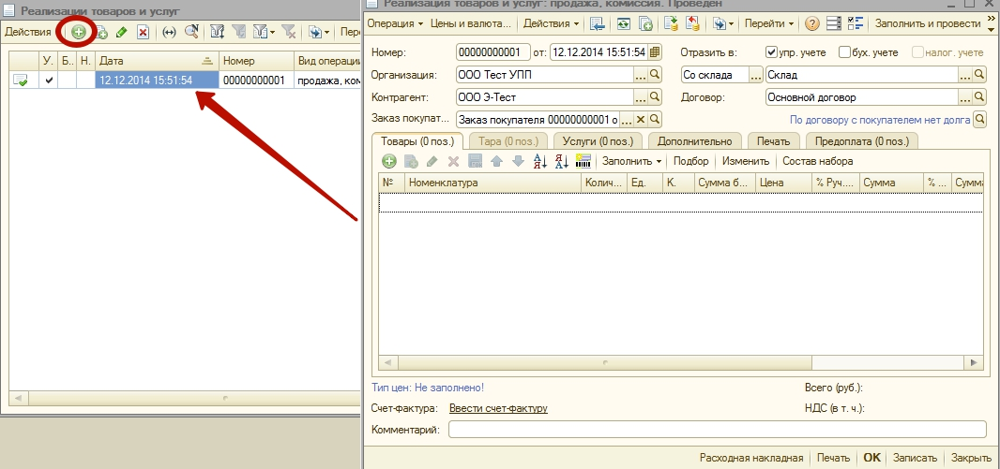 Реализации товаров и услуг
Действия
Пере
У.. Б.. Н. Дата Номер Вид операции
12.12.2014 15:51:54 00000000001 продажа, ком
Реализация товаров и услуг: продажа, комиссия. Проведен
Операция Цены и валюта... Действия Перейти Заполнить и провести
Номер: 00000000001 от: 12.12.2014 15:51:54 Отразить в: упр. учете бух. учете налог. учете
Организация: ООО Тест УПП Со склада Склад
Контрагент: ООО Э-Тест Договор: Основной договор
Заказ покупат... Заказ покупателя 00000000001 о По договору с покупателем нет долга
Товары (0 поз.) Тара (0 поз.) Услуги (0 поз.) Дополнительно Печать Предоплата (0 поз.)
Заполнить Подбор Изменить Состав набора
№ Номенклатура Колич... Ед. К. Сумма б... Цена % Руч.... Сумма % ... Сумма
Тип цен: Не заполнено! Всего (руб.):
Счет-фактура: Ввести счет-фактуру НДС (в т. ч.):
Комментарий:
Расходная накладная Печать OK Записать Закрыть